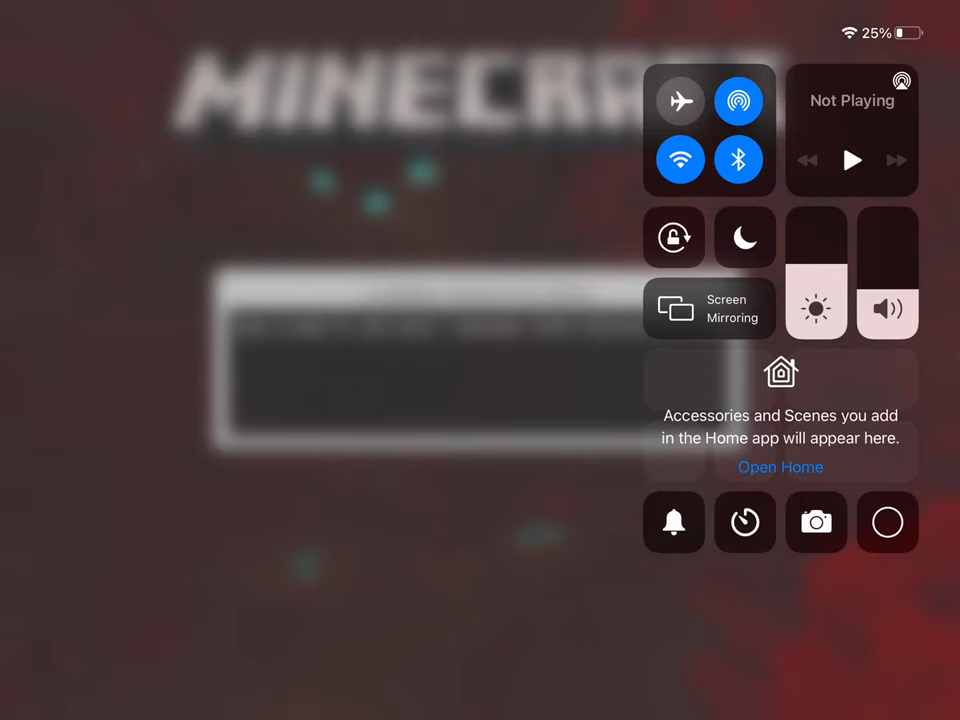 25%
MINECRAFT
Not Playing
Screen
Mirroring
Accessories and Scenes you add
in the Home app will appear here.
Open Home